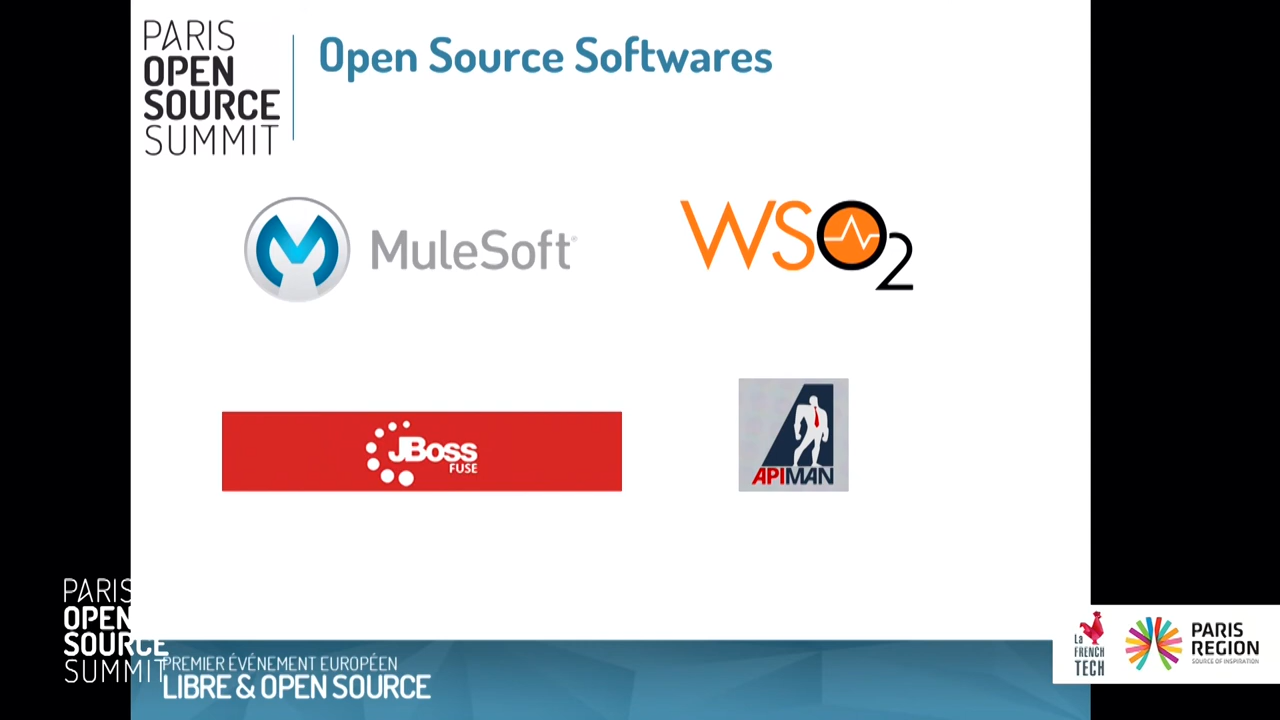 PARIS
OPEN
SOURCE
SUMMIT
Open Source Softwares
MuleSoft®
WSO2
JBoss
FUSE
APIMAN
PARIS
OPEN
SOURCE
SUMMIT
PREMIER ÉVÉNEMENT EUROPÉEN
LIBRE & OPEN SOURCE
La
FRENCH
TECH
PARIS
REGION
SOURCE OF INSPIRATION